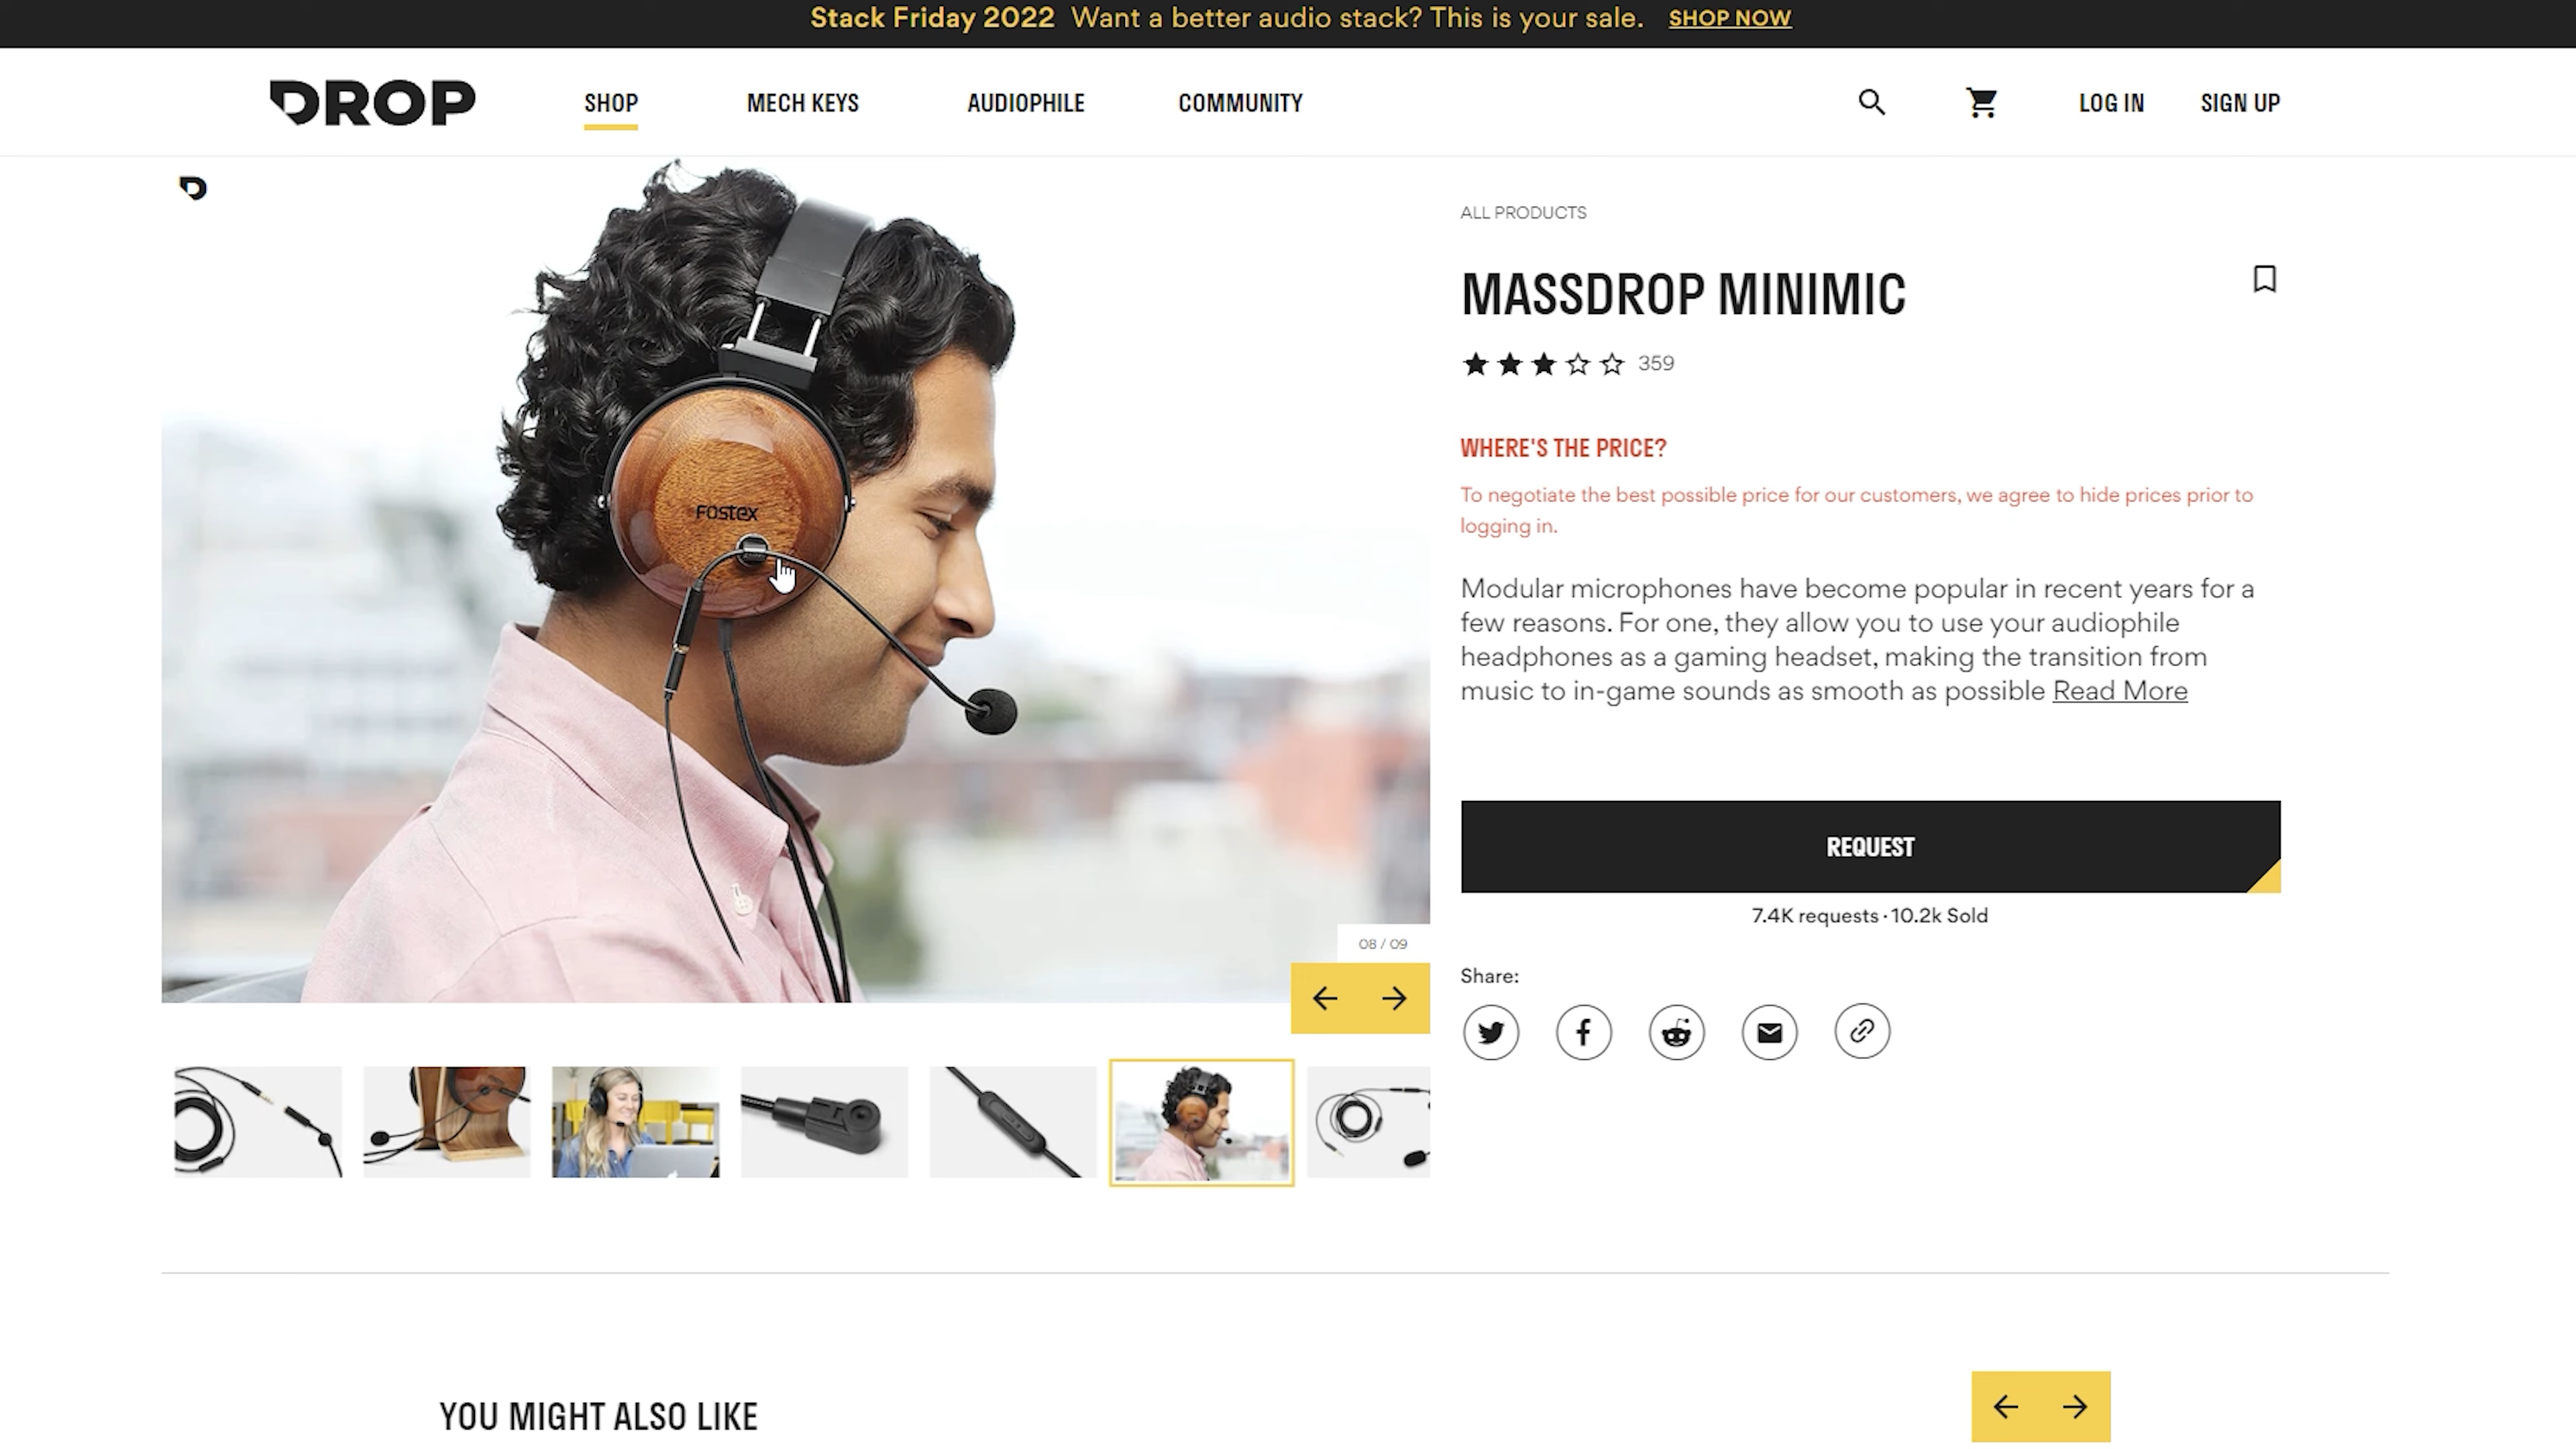 Stack Friday 2022 Want a better audio stack? This is your sale. SHOP NOW
DROP SHOP MECH KEYS AUDIOPHILE COMMUNITY LOG IN SIGN UP
ALL PRODUCTS
MASSDROP MINIMIC
359
WHERE'S THE PRICE?
To negotiate the best possible price for our customers, we agree to hide prices prior to
logging in.
FOSTEX
Modular microphones have become popular in recent years for a
few reasons. For one, they allow you to use your audiophile
headphones as a gaming headset, making the transition from
music to in-game sounds as smooth as possible Read More
REQUEST
7.4K requests · 10.2k Sold
08 / 09
Share:
YOU MIGHT ALSO LIKE